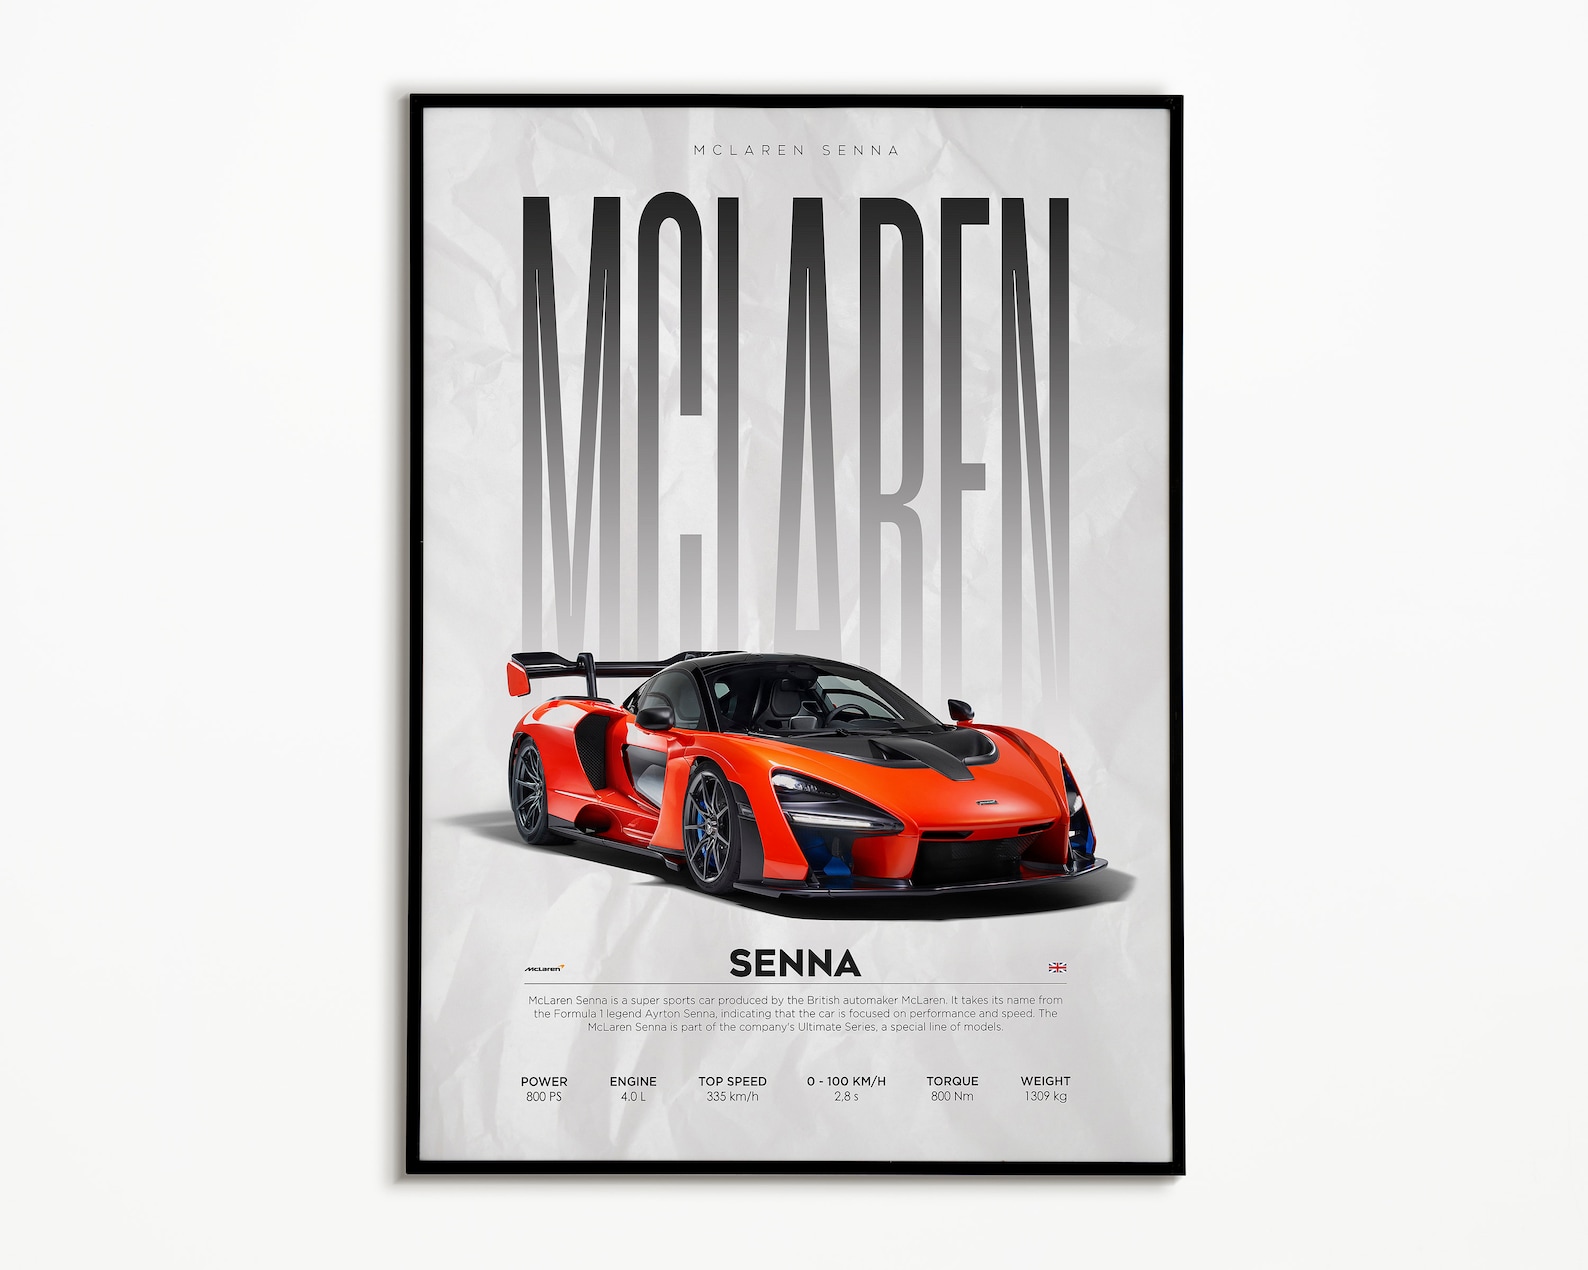 MCLAREN SENNA
MCLAREN
SENNA
McLaren
McLaren Senna is a super sports car produced by the British automaker McLaren. It takes its name from
the Formula 1 legend Ayrton Senna, indicating that the car is focused on performance and speed. The
McLaren Senna is part of the company's Ultimate Series, a special line of models.
POWER ENGINE TOP SPEED 0 - 100 KM/H TORQUE WEIGHT
800 PS 4.0 L 335 km/h 2,8 s 800 Nm 1309 kg